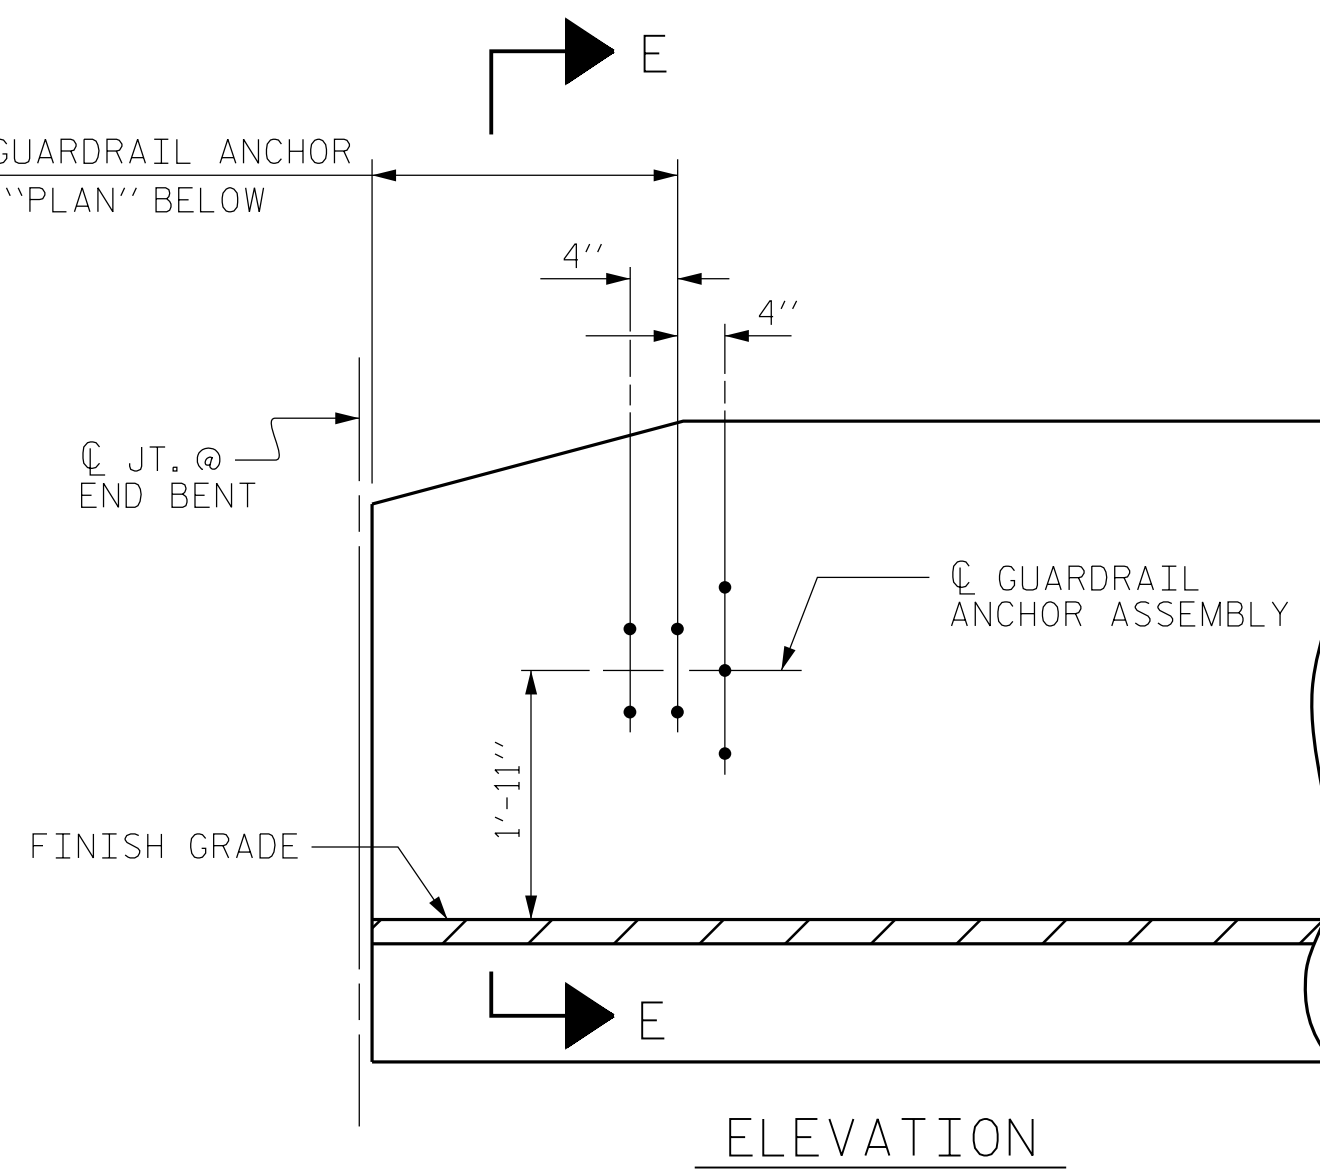 E
GUARDRAIL ANCHOR
"PLAN" BELOW
4"
4"
℄ JT. @
END BENT
℄ GUARDRAIL
ANCHOR ASSEMBLY
1'-11"
FINISH GRADE
E
ELEVATION